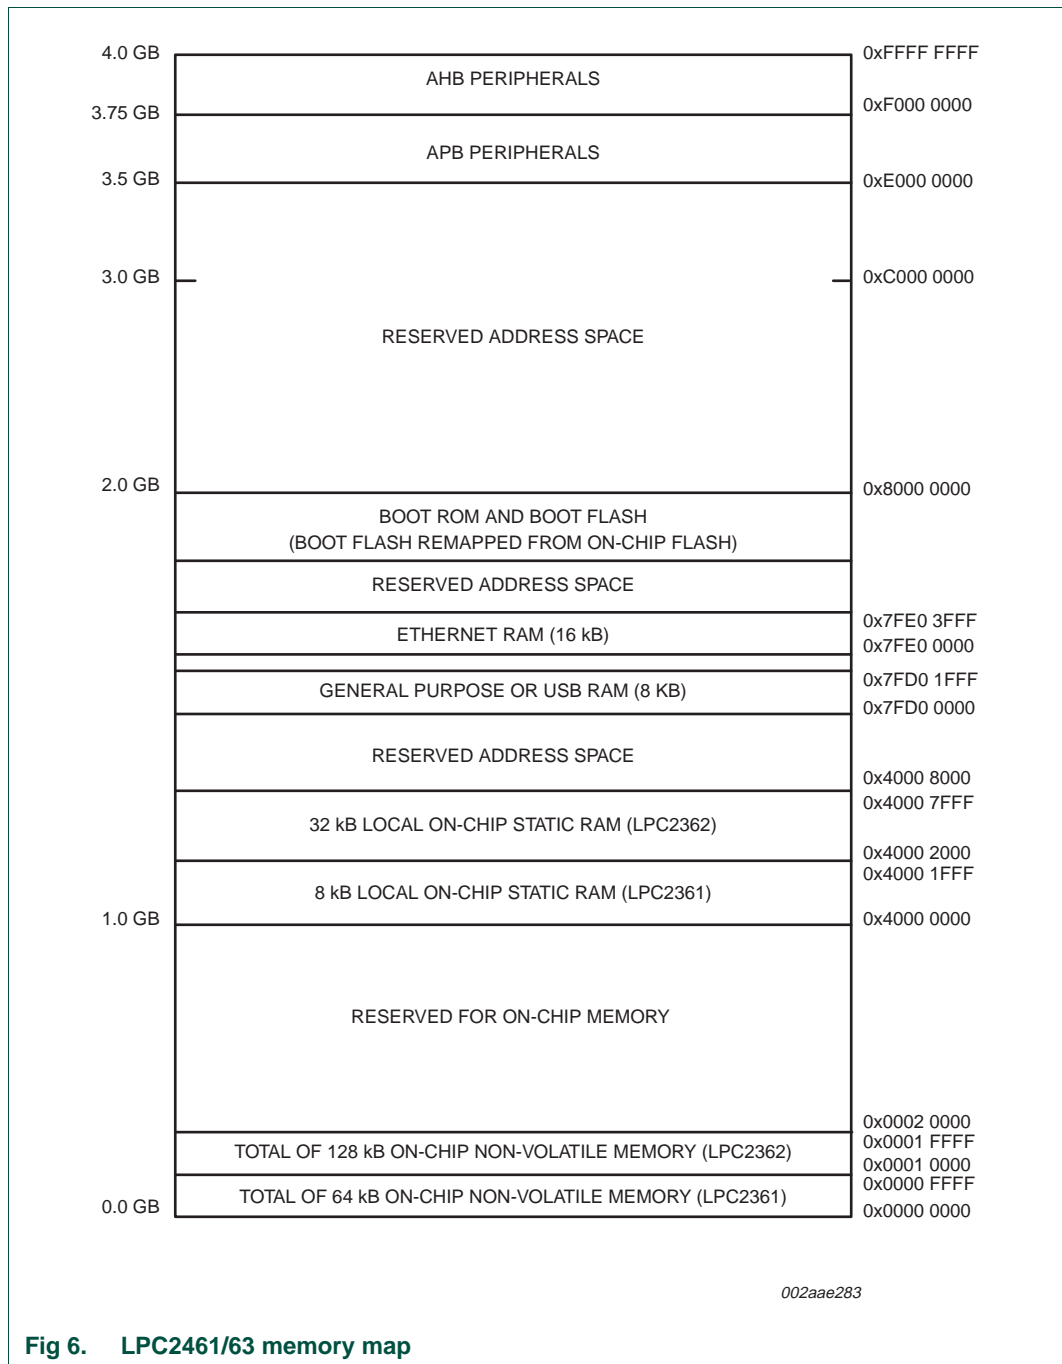 4.0 GB
0xFFFF FFFF
AHB PERIPHERALS
3.75 GB
0xF000 0000
APB PERIPHERALS
3.5 GB
0xE000 0000
3.0 GB
0xC000 0000
RESERVED ADDRESS SPACE
2.0 GB
0x8000 0000
BOOT ROM AND BOOT FLASH
(BOOT FLASH REMAPPED FROM ON-CHIP FLASH)
RESERVED ADDRESS SPACE
0x7FE0 3FFF
ETHERNET RAM (16 kB)
0x7FE0 0000
0x7FD0 1FFF
GENERAL PURPOSE OR USB RAM (8 KB)
0x7FD0 0000
RESERVED ADDRESS SPACE
0x4000 8000
0x4000 7FFF
32 kB LOCAL ON-CHIP STATIC RAM (LPC2362)
0x4000 2000
0x4000 1FFF
8 kB LOCAL ON-CHIP STATIC RAM (LPC2361)
1.0 GB
0x4000 0000
RESERVED FOR ON-CHIP MEMORY
0x0002 0000
0x0001 FFFF
TOTAL OF 128 kB ON-CHIP NON-VOLATILE MEMORY (LPC2362)
0x0001 0000
0x0000 FFFF
TOTAL OF 64 kB ON-CHIP NON-VOLATILE MEMORY (LPC2361)
0.0 GB
0x0000 0000
002aae283
Fig 6. LPC2461/63 memory map